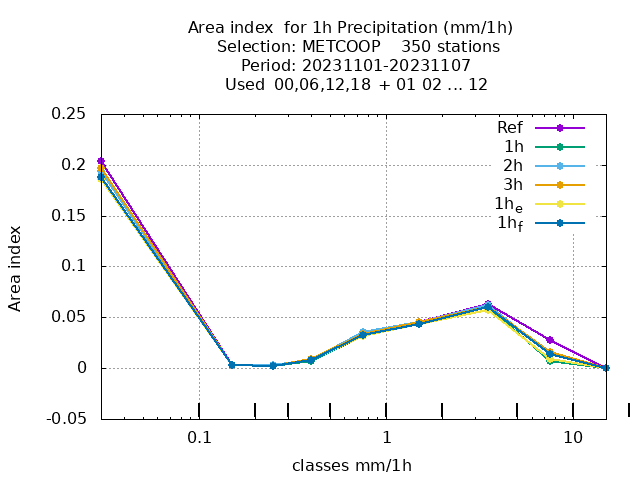 Area index  for 1h Precipitation (mm/1h)
Selection: METCOOP    350 stations
Period: 20231101-20231107
Used  00,06,12,18 + 01 02 ... 12
0.25
0.2
0.15
0.1
0.05
0
-0.05
Area index
Ref
1h
2h
3h
1he
1hf
0.1
1
10
classes mm/1h